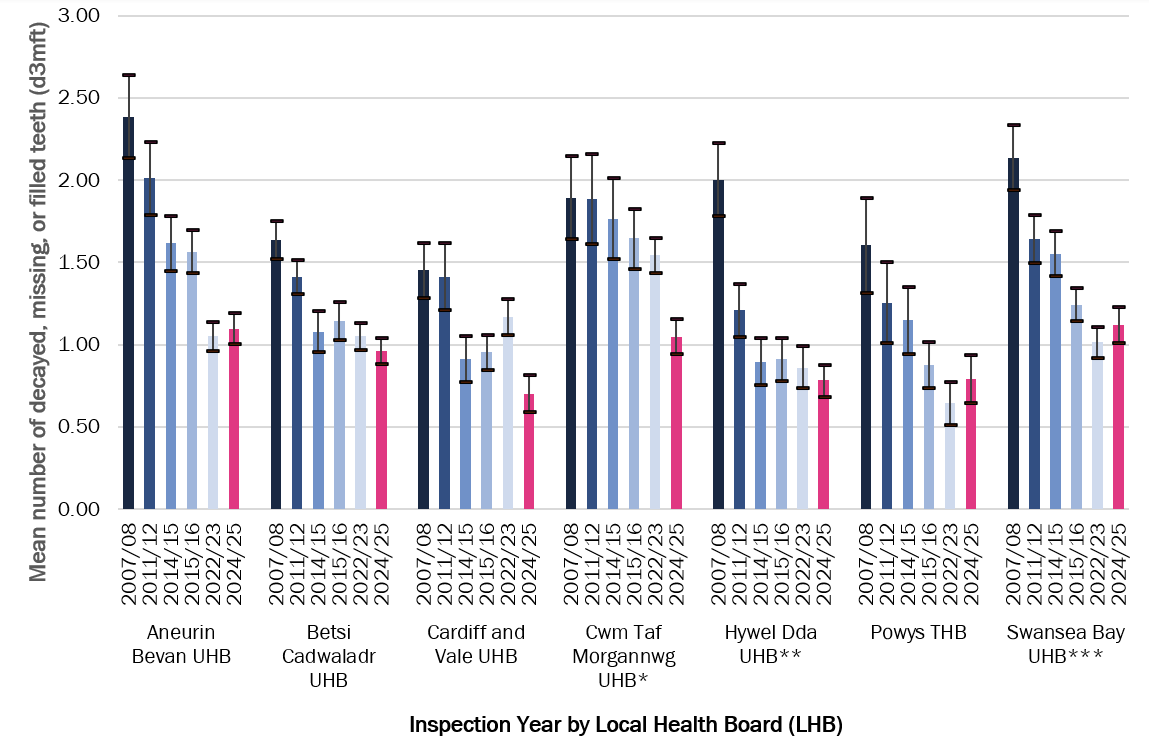 Mean number of decayed, missing, or filled teeth (d3mft)
3.00
2.50
2.00
1.50
1.00
0.50
0.00
2007/08
2011/12
2014/15
2015/16
2022/23
2024/25
2007/08
2011/12
2014/15
2015/16
2022/23
2024/25
2007/08
2011/12
2014/15
2015/16
2022/23
2024/25
2007/08
2011/12
2014/15
2015/16
2022/23
2024/25
2007/08
2011/12
2014/15
2015/16
2022/23
2024/25
2007/08
2011/12
2014/15
2015/16
2022/23
2024/25
2007/08
2011/12
2014/15
2015/16
2022/23
2024/25
Aneurin
Bevan UHB
Betsi
Cadwaladr
UHB
Cardiff and
Vale UHB
Cwm Taf
Morgannwg
UHB*
Hywel Dda
UHB**
Powys THB
Swansea Bay
UHB***
Inspection Year by Local Health Board (LHB)